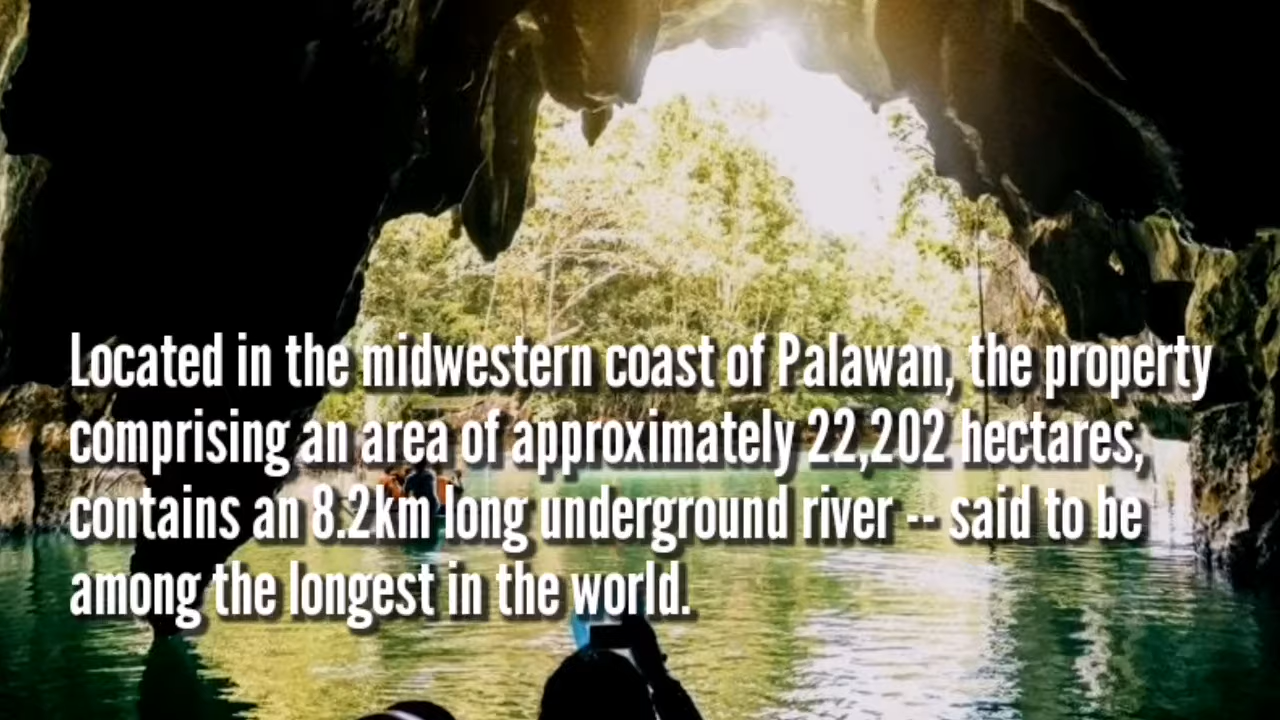 Located in the midwestern coast of Palawan, the property
comprising an area of approximately 22,202 hectares,
contains an 8.2km long underground river -- said to be
among the longest in the world.